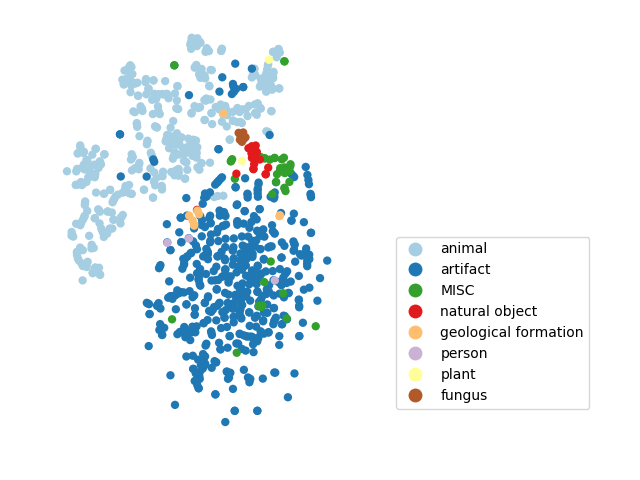 animal
artifact
MISC
natural object
geological formation
person
plant
fungus